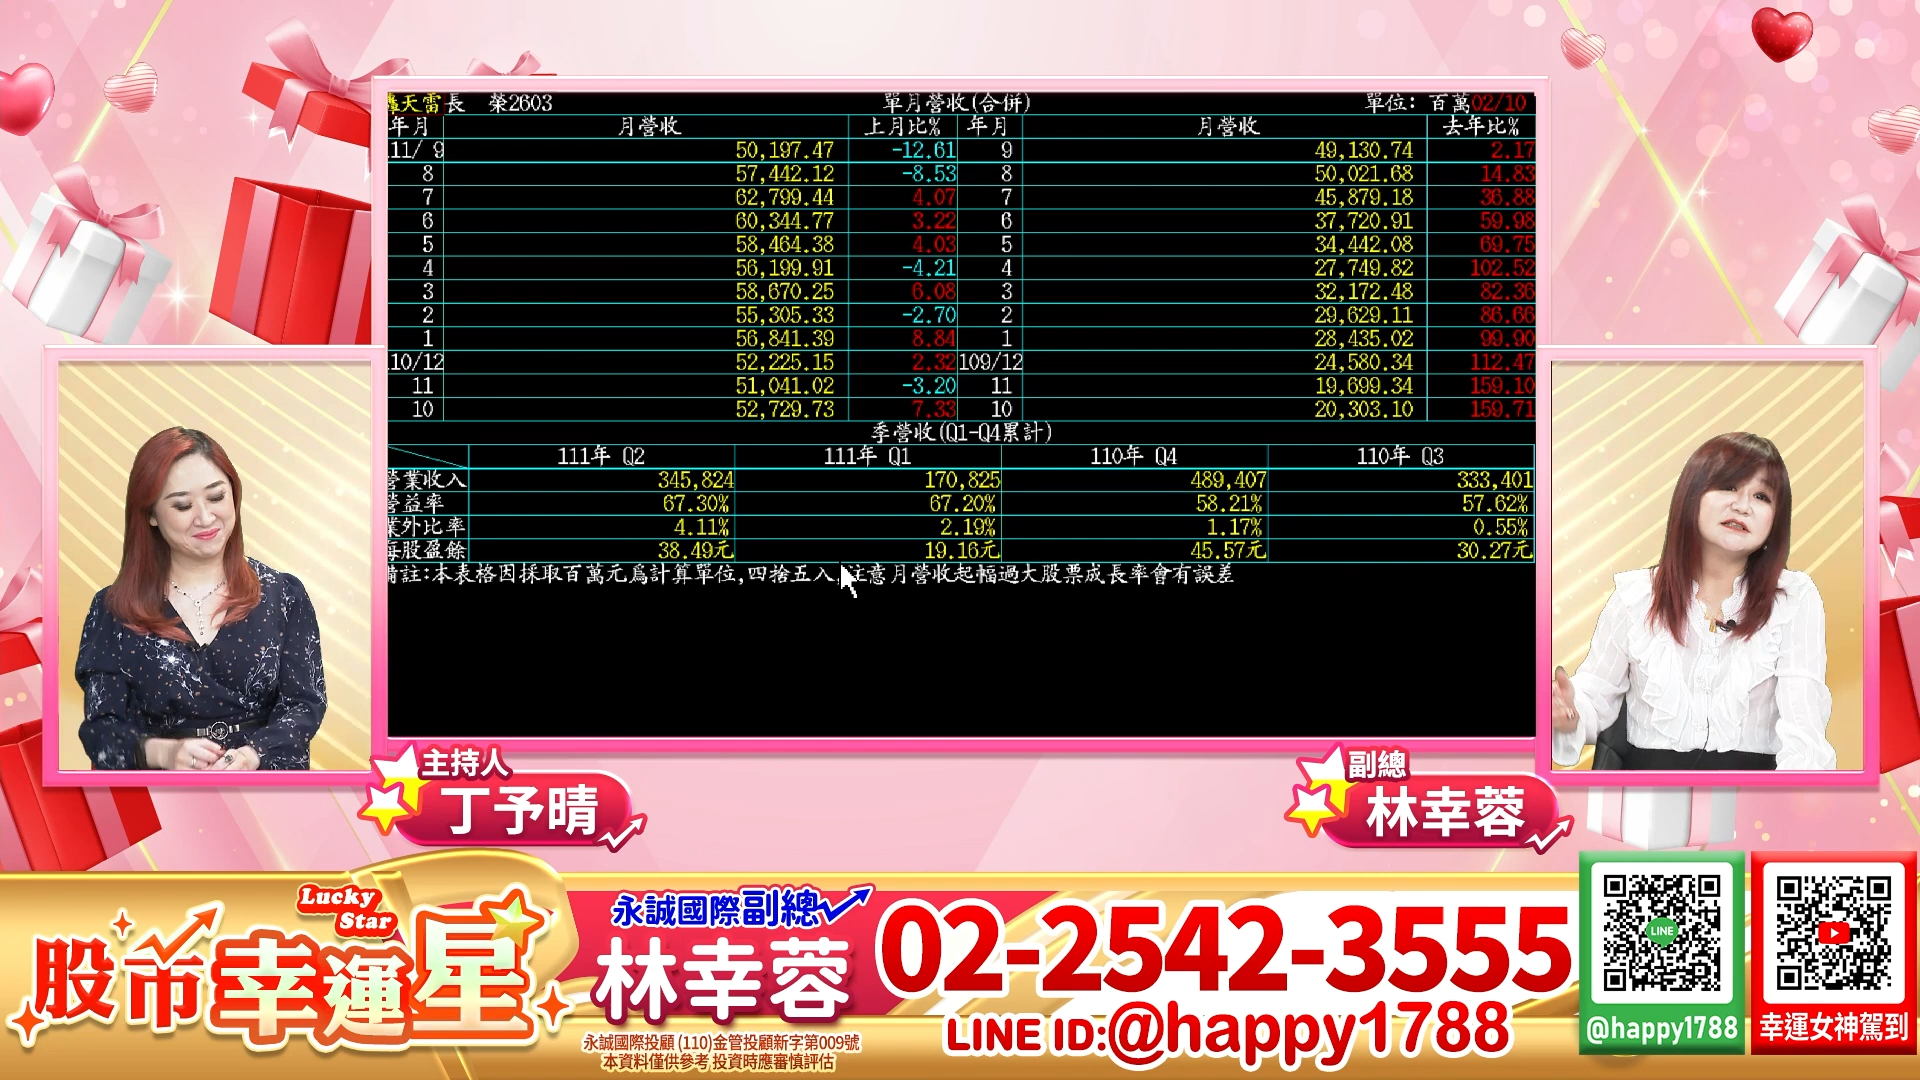 轟天雷長 榮2603 單月營收(合併) 單位: 百萬02/10
年月 月營收 上月比% 年月 月營收 去年比%
11/ 9 50,197.47 -12.61 9 49,130.74 2.17
8 57,442.12 -8.53 8 50,021.68 14.83
7 62,799.44 4.07 7 45,879.18 36.88
6 60,344.77 3.22 6 37,720.91 59.98
5 58,464.38 4.03 5 34,442.08 69.75
4 56,199.91 -4.21 4 27,749.82 102.52
3 58,670.25 6.08 3 32,172.48 82.36
2 55,305.33 -2.70 2 29,629.11 86.66
1 56,841.39 8.84 1 28,435.02 99.90
10/12 52,225.15 2.32 109/12 24,580.34 112.47
11 51,041.02 -3.20 11 19,699.34 159.10
10 52,729.73 7.33 10 20,303.10 159.71
季營收(Q1-Q4累計)
111年 Q2 111年 Q1 110年 Q4 110年 Q3
營業收入 345,824 170,825 489,407 333,401
營益率 67.30% 67.20% 58.21% 57.62%
業外比率 4.11% 2.19% 1.17% 0.55%
每股盈餘 38.49元 19.16元 45.57元 30.27元
備註:本表格因採取百萬元為計算單位,四捨五入,注意月營收起幅過大股票成長率會有誤差
主持人
丁予晴
副總
林幸蓉
Lucky
Star
股市幸運星
永誠國際副總
林幸蓉
永誠國際投顧 (110)金管投顧新字第009號
本資料僅供參考 投資時應審慎評估
02-2542-3555
LINE ID:@happy1788
LINE
@happy1788
幸運女神駕到